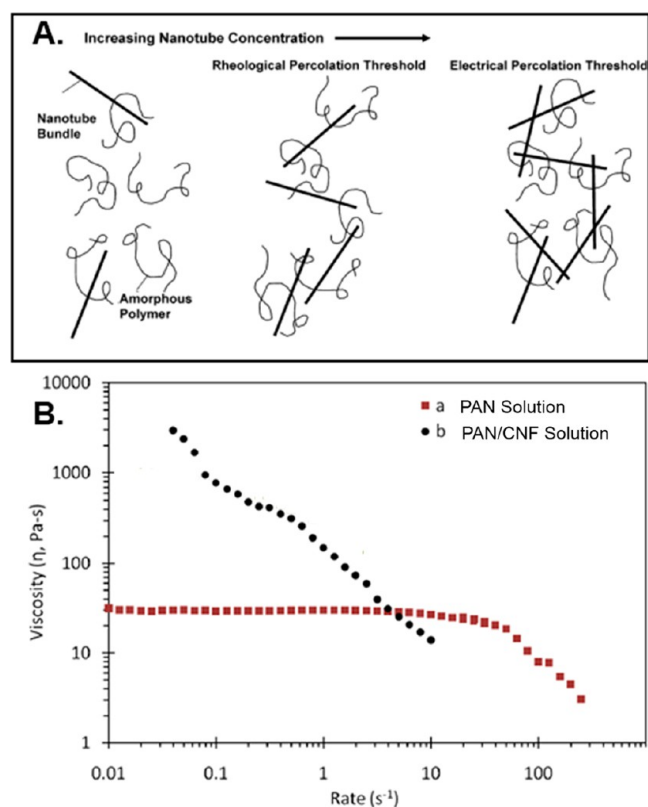 A. Increasing Nanotube Concentration
Rheological Percolation Threshold
Electrical Percolation Threshold
Nanotube
Bundle
Amorphous
Polymer
B.
a PAN Solution
b PAN/CNF Solution
Viscosity (η, Pa-s)
10000
1000
100
10
1
0.01 0.1 1 10 100
Rate (s⁻¹)